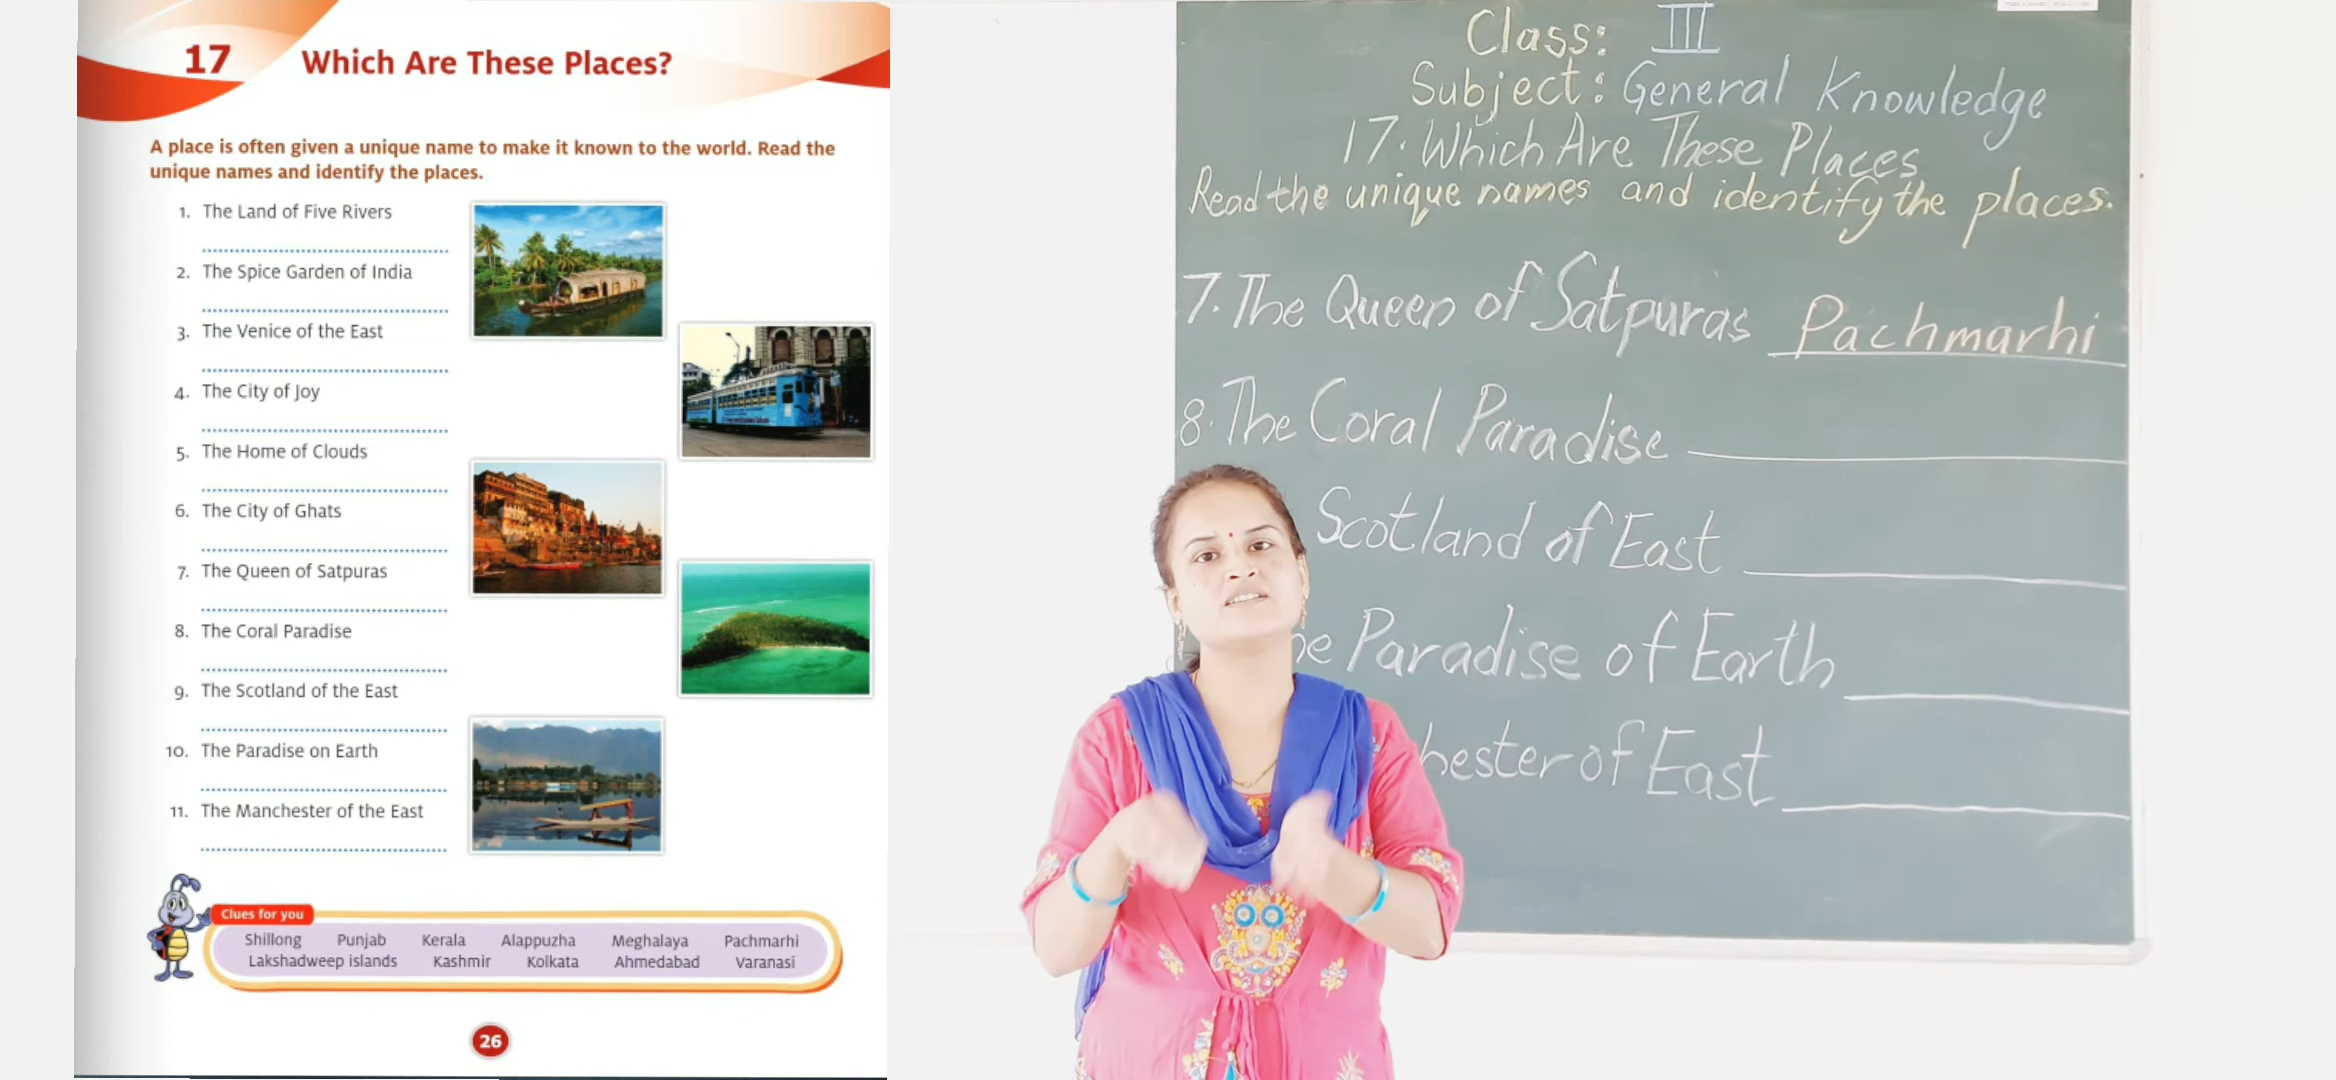 17 Which Are These Places?
A place is often given a unique name to make it known to the world. Read the
unique names and identify the places.
1. The Land of Five Rivers
2. The Spice Garden of India
3. The Venice of the East
4. The City of Joy
5. The Home of Clouds
6. The City of Ghats
7. The Queen of Satpuras
8. The Coral Paradise
9. The Scotland of the East
10. The Paradise on Earth
11. The Manchester of the East
Clues for you
Shillong Punjab Kerala Alappuzha Meghalaya Pachmarhi
Lakshadweep islands Kashmir Kolkata Ahmedabad Varanasi
26
Class: III
Subject: General Knowledge
17. Which Are These Places
Read the unique names and identify the places.
7. The Queen of Satpuras Pachmarhi
8. The Coral Paradise
Scotland of East
he Paradise of Earth
hester of East